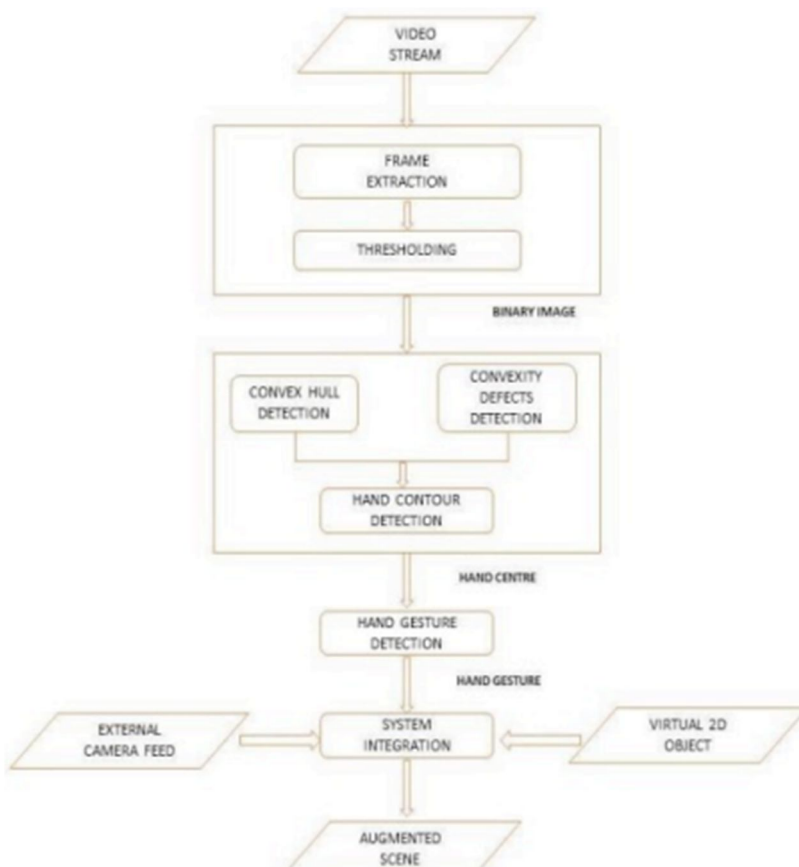 VIDEO
STREAM
FRAME
EXTRACTION
THRESHOLDING
BINARY IMAGE
CONVEX HULL
DETECTION
CONVEXITY
DEFECTS
DETECTION
HAND CONTOUR
DETECTION
HAND CENTRE
HAND GESTURE
DETECTION
HAND GESTURE
EXTERNAL
CAMERA FEED
SYSTEM
INTEGRATION
VIRTUAL 2D
OBJECT
AUGMENTED
SCENE